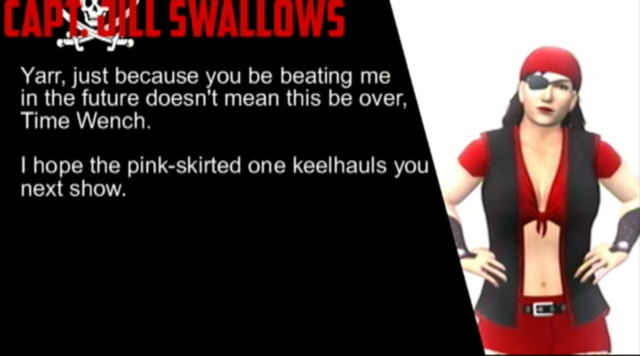 CAPT. JILL SWALLOWS
Yarr, just because you be beating me
in the future doesn't mean this be over,
Time Wench.
I hope the pink-skirted one keelhauls you
next show.